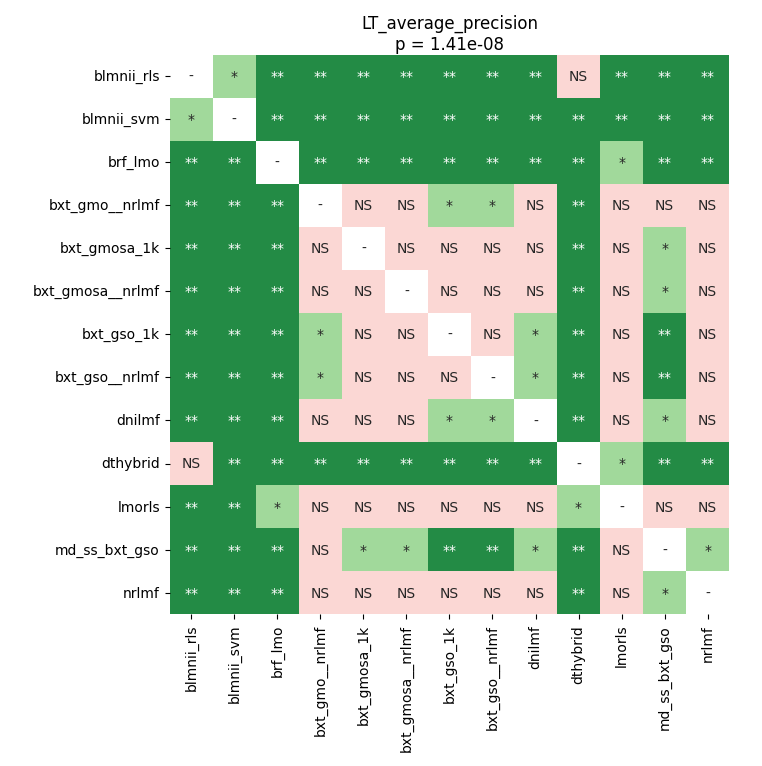 LT_average_precision
p = 1.41e-08
blmnii_rls - * ** ** ** ** ** ** ** NS ** ** **
blmnii_svm * - ** ** ** ** ** ** ** ** ** ** **
brf_lmo ** ** - ** ** ** ** ** ** ** * ** **
bxt_gmo__nrlmf ** ** ** - NS NS * * NS ** NS NS NS
bxt_gmosa_1k ** ** ** NS - NS NS NS NS ** NS * NS
bxt_gmosa__nrlmf ** ** ** NS NS - NS NS NS ** NS * NS
bxt_gso_1k ** ** ** * NS NS - NS * ** NS ** NS
bxt_gso__nrlmf ** ** ** * NS NS NS - * ** NS ** NS
dnilmf ** ** ** NS NS NS * * - ** NS * NS
dthybrid NS ** ** ** ** ** ** ** ** - * ** **
lmorls ** ** * NS NS NS NS NS NS * - NS NS
md_ss_bxt_gso ** ** ** NS * * ** ** * ** NS - *
nrlmf ** ** ** NS NS NS NS NS NS ** NS * -
blmnii_rls
blmnii_svm
brf_lmo
bxt_gmo__nrlmf
bxt_gmosa_1k
bxt_gmosa__nrlmf
bxt_gso_1k
bxt_gso__nrlmf
dnilmf
dthybrid
lmorls
md_ss_bxt_gso
nrlmf